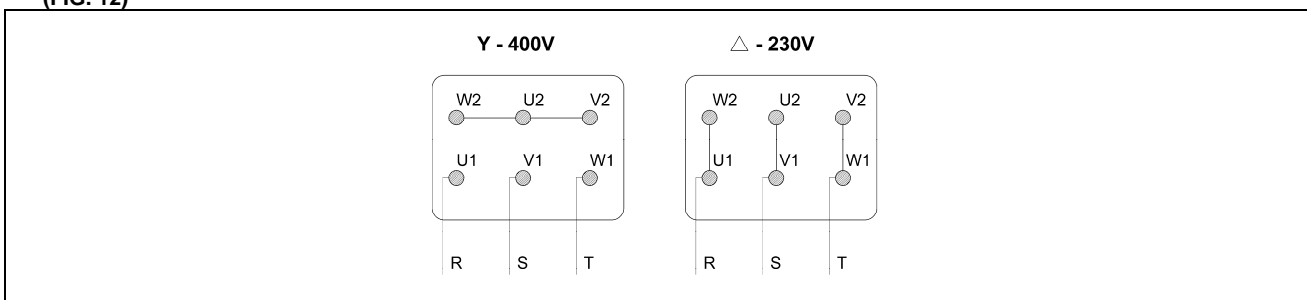 (FIG. 12)
Y - 400V
△ - 230V
W2 U2 V2
U1 V1 W1
R S T
W2 U2 V2
U1 V1 W1
R S T